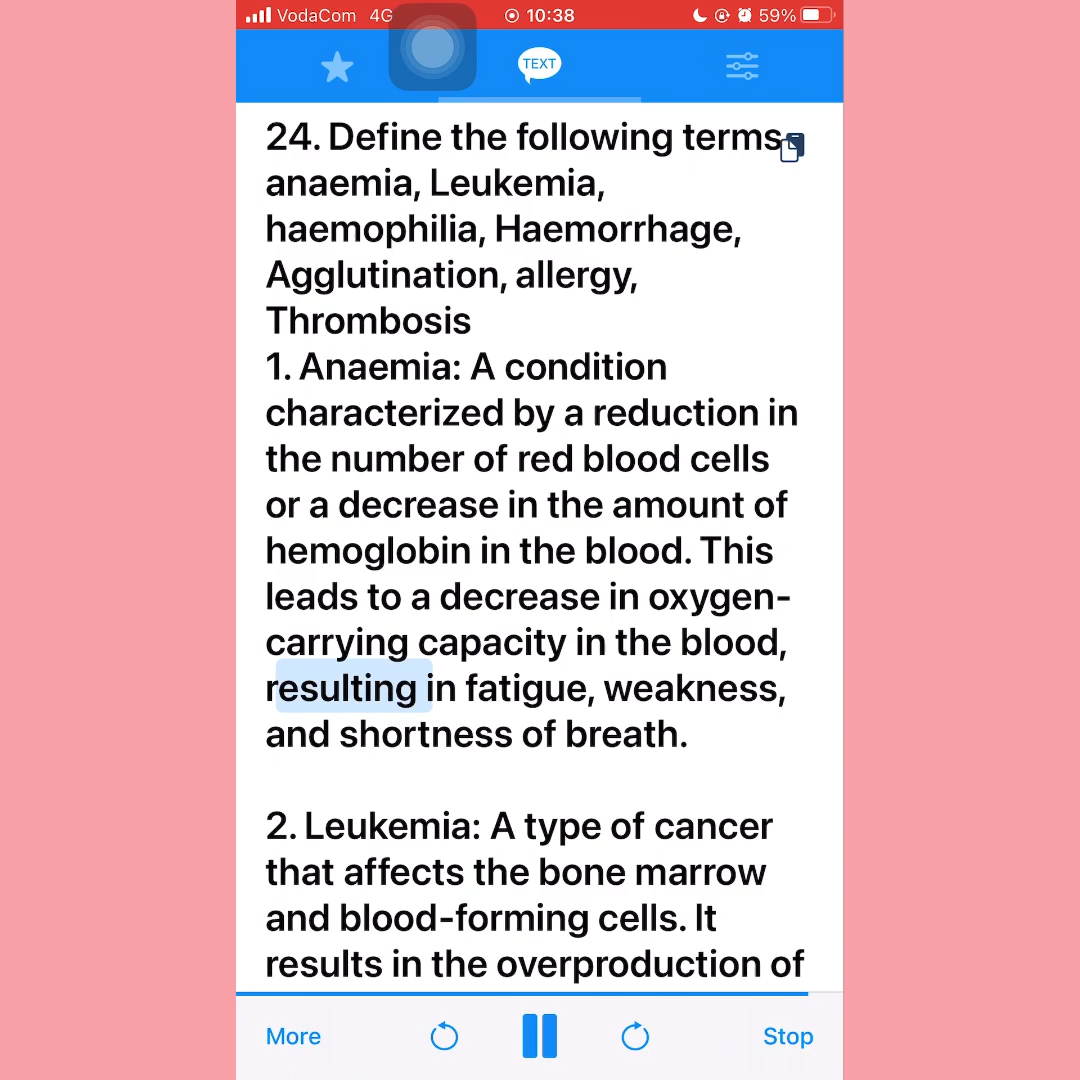 VodaCom 4G 10:38 59%
TEXT
24. Define the following terms
anaemia, Leukemia,
haemophilia, Haemorrhage,
Agglutination, allergy,
Thrombosis
1. Anaemia: A condition
characterized by a reduction in
the number of red blood cells
or a decrease in the amount of
hemoglobin in the blood. This
leads to a decrease in oxygen-
carrying capacity in the blood,
resulting in fatigue, weakness,
and shortness of breath.
2. Leukemia: A type of cancer
that affects the bone marrow
and blood-forming cells. It
results in the overproduction of
More Stop